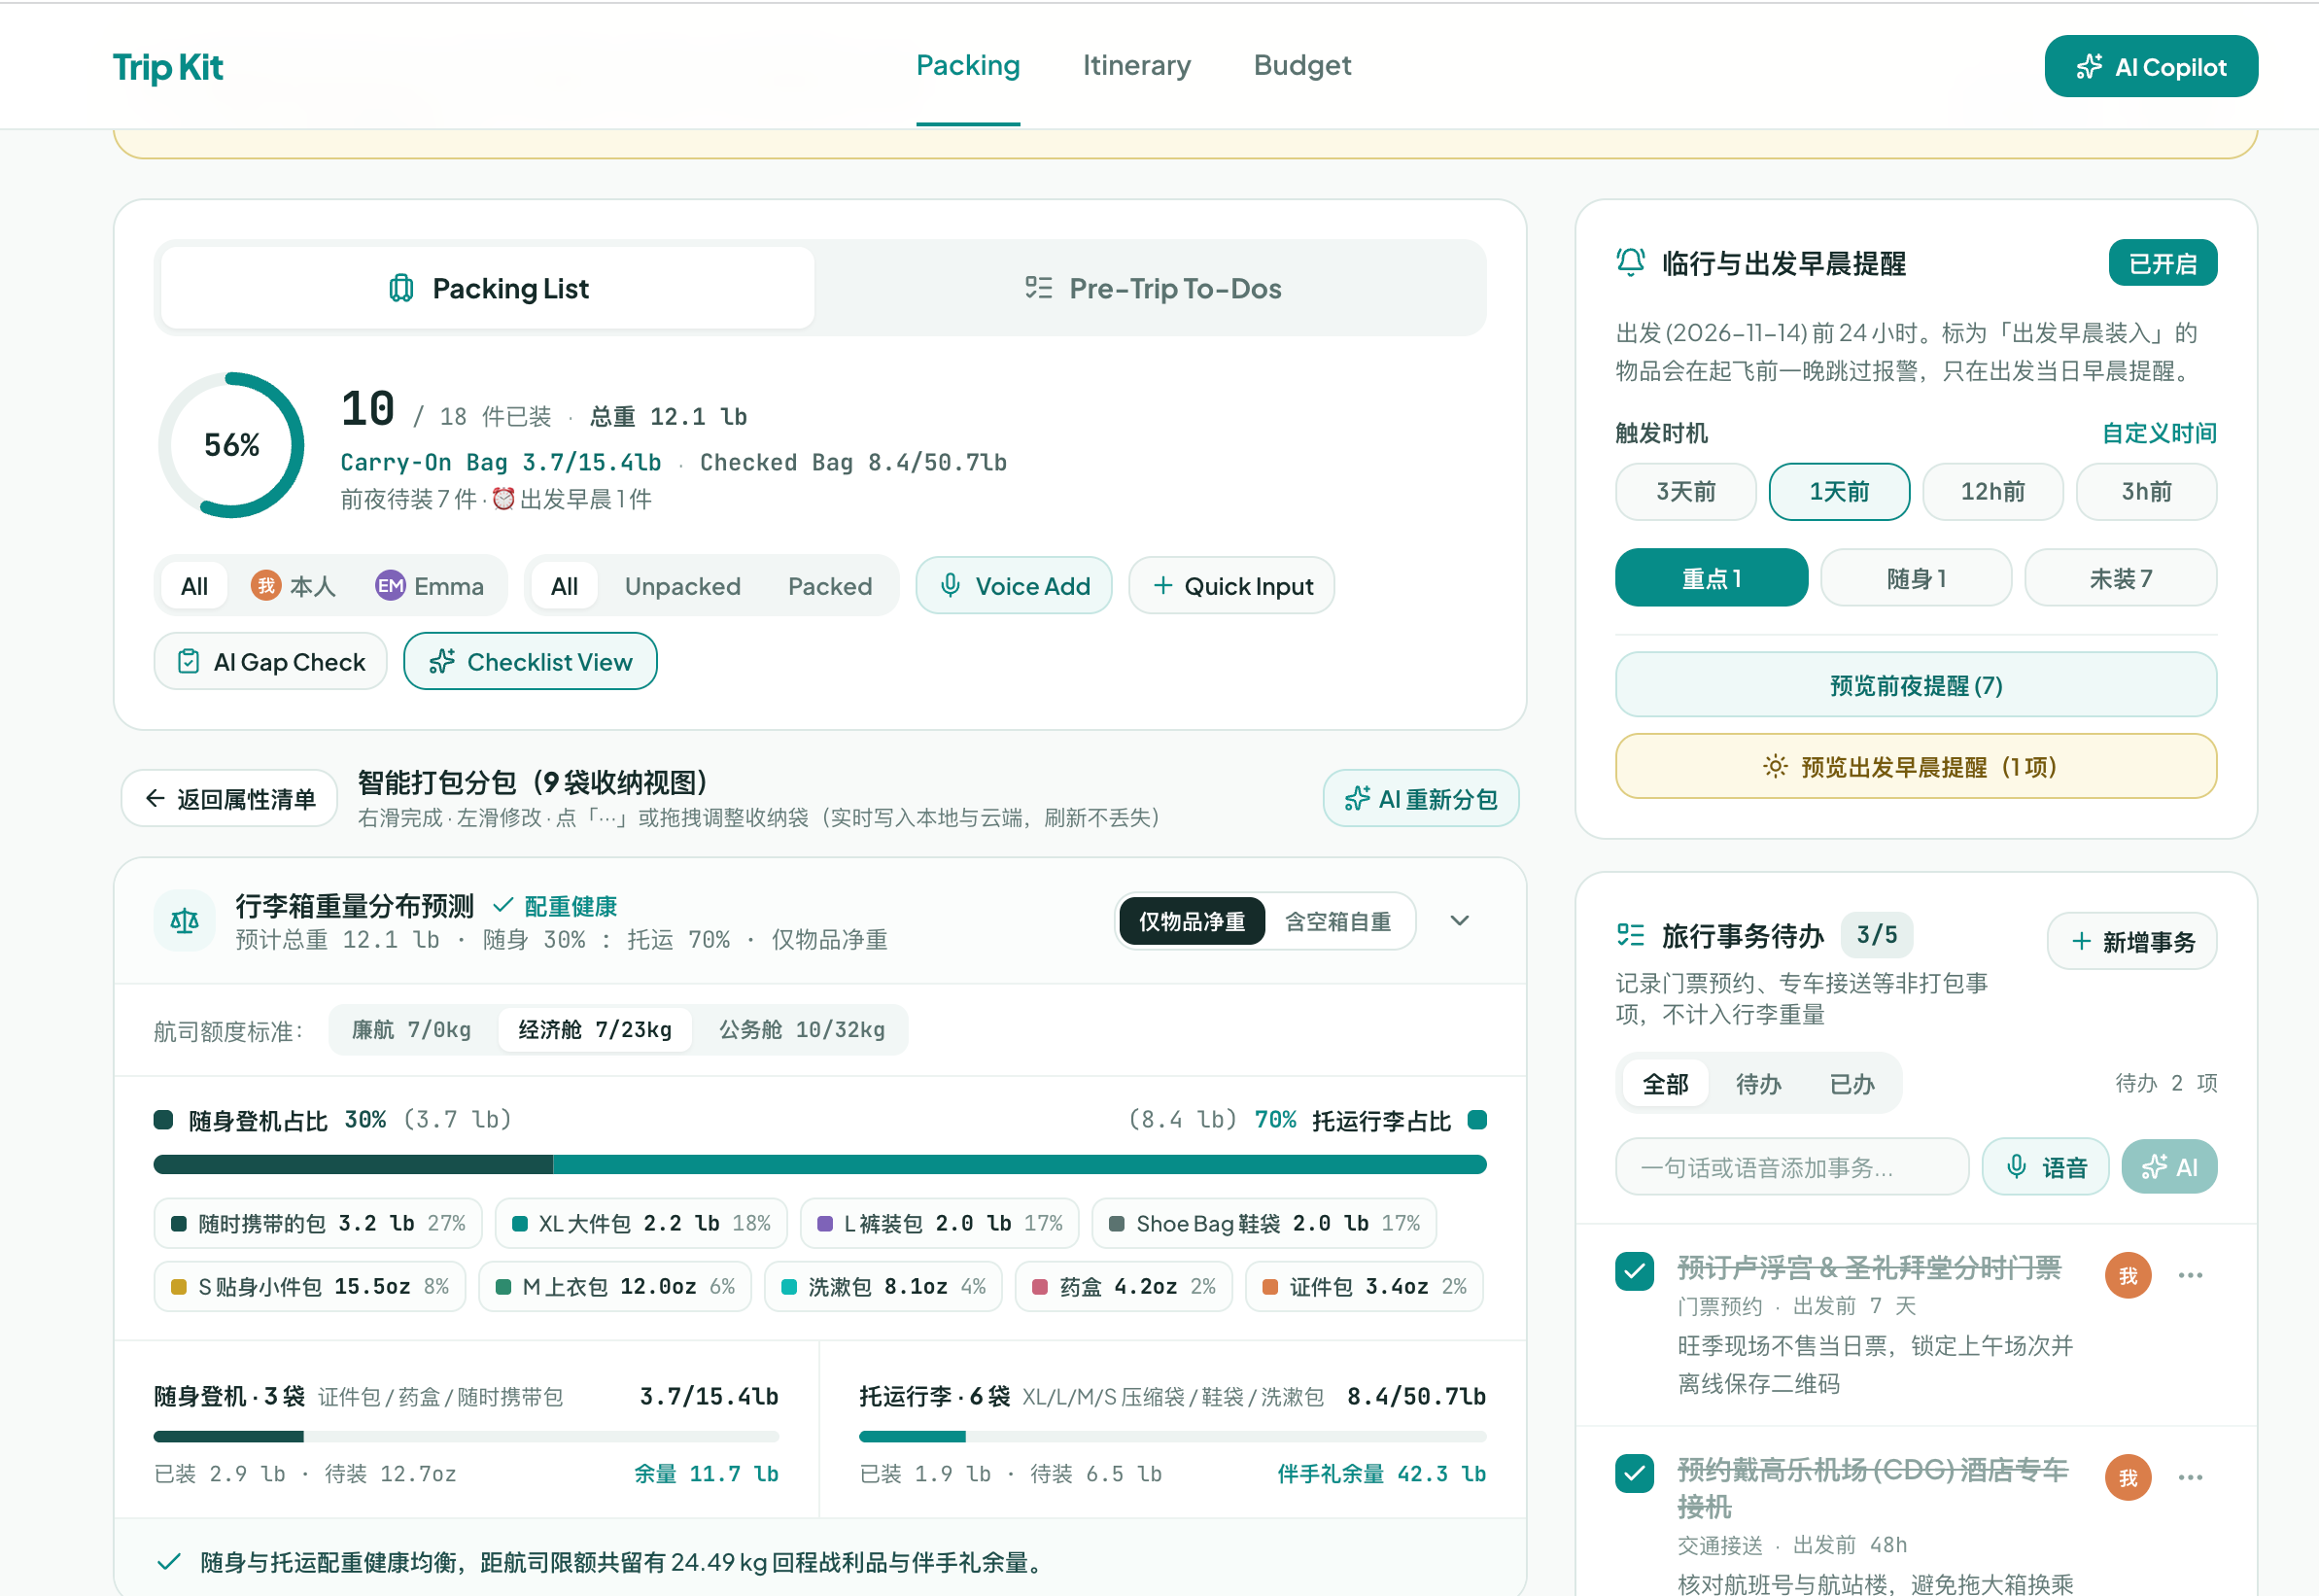 Trip Kit
Packing
Itinerary
Budget
AI Copilot
Packing List
Pre-Trip To-Dos
56%
10 / 18 件已装 · 总重 12.1 lb
Carry-On Bag 3.7/15.4lb · Checked Bag 8.4/50.7lb
前夜待装 7 件 · ⏰ 出发早晨 1 件
All 我 本人 EM Emma
All Unpacked Packed
Voice Add
+ Quick Input
AI Gap Check
Checklist View
← 返回属性清单
智能打包分包（9 袋收纳视图）
右滑完成 · 左滑修改 · 点「···」或拖拽调整收纳袋（实时写入本地与云端，刷新不丢失）
AI 重新分包
行李箱重量分布预测 ✓ 配重健康
预计总重 12.1 lb · 随身 30% : 托运 70% · 仅物品净重
仅物品净重 含空箱自重
航司额度标准：
廉航 7/0kg 经济舱 7/23kg 公务舱 10/32kg
随身登机占比 30% (3.7 lb)
(8.4 lb) 70% 托运行李占比
随时携带的包 3.2 lb 27%
XL 大件包 2.2 lb 18%
L 裤装包 2.0 lb 17%
Shoe Bag 鞋袋 2.0 lb 17%
S 贴身小件包 15.5oz 8%
M 上衣包 12.0oz 6%
洗漱包 8.1oz 4%
药盒 4.2oz 2%
证件包 3.4oz 2%
随身登机 · 3 袋 证件包 / 药盒 / 随时携带包 3.7/15.4lb
已装 2.9 lb · 待装 12.7oz 余量 11.7 lb
托运行李 · 6 袋 XL/L/M/S 压缩袋 / 鞋袋 / 洗漱包 8.4/50.7lb
已装 1.9 lb · 待装 6.5 lb 伴手礼余量 42.3 lb
随身与托运配重健康均衡，距航司限额共留有 24.49 kg 回程战利品与伴手礼余量。
临行与出发早晨提醒
已开启
出发 (2026-11-14) 前 24 小时。标为「出发早晨装入」的
物品会在起飞前一晚跳过报警，只在出发当日早晨提醒。
触发时机
自定义时间
3天前 1天前 12h前 3h前
重点 1 随身 1 未装 7
预览前夜提醒 (7)
预览出发早晨提醒（1 项）
旅行事务待办 3/5
+ 新增事务
记录门票预约、专车接送等非打包事
项，不计入行李重量
全部 待办 已办
待办 2 项
一句话或语音添加事务...
语音
AI
预订卢浮宫 & 圣礼拜堂分时门票
我
门票预约 · 出发前 7 天
旺季现场不售当日票，锁定上午场次并
离线保存二维码
预约戴高乐机场 (CDG) 酒店专车
接机
我
交通接送 · 出发前 48h
核对航班号与航站楼，避免拖大箱换乘